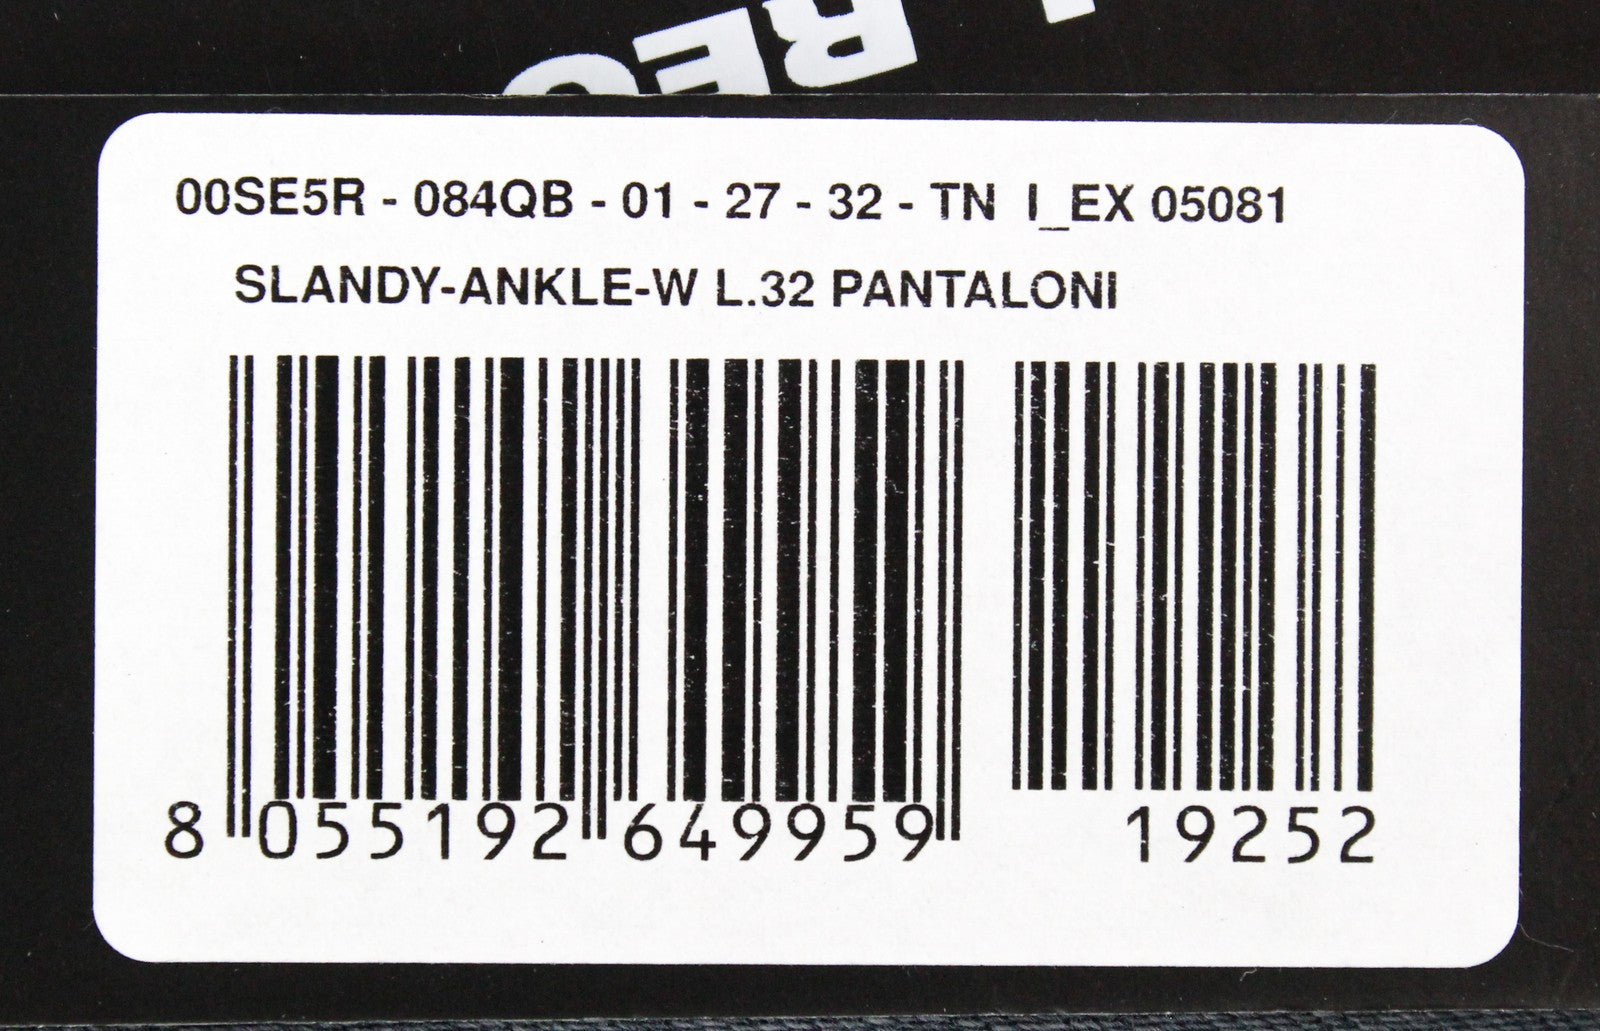 00SE5R - 084QB - 01 - 27 - 32 - TN I_EX 05081
SLANDY-ANKLE-W L.32 PANTALONI
8 055192 649959 19252